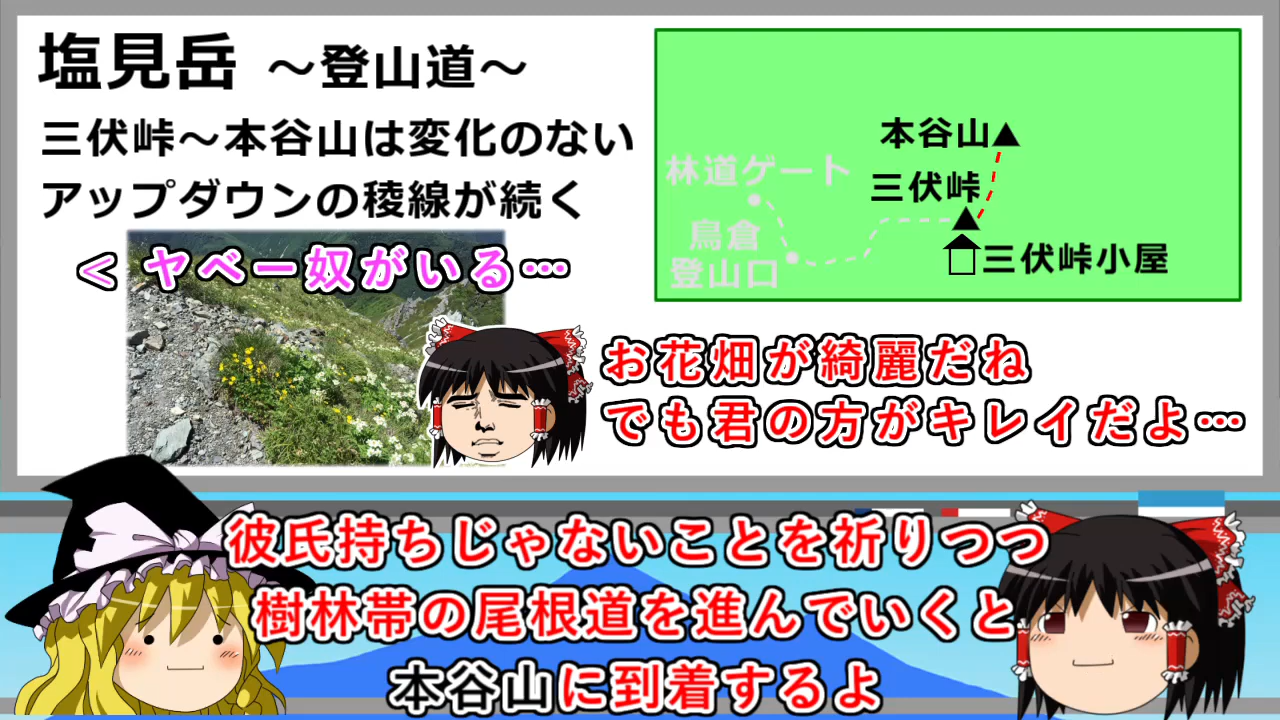 塩見岳 ～登山道～
三伏峠～本谷山は変化のない
アップダウンの稜線が続く
< ヤベー奴がいる…
本谷山
林道ゲート
三伏峠
鳥倉
登山口
三伏峠小屋
お花畑が綺麗だね
でも君の方がキレイだよ…
彼氏持ちじゃないことを祈りつつ
樹林帯の尾根道を進んでいくと
本谷山に到着するよ